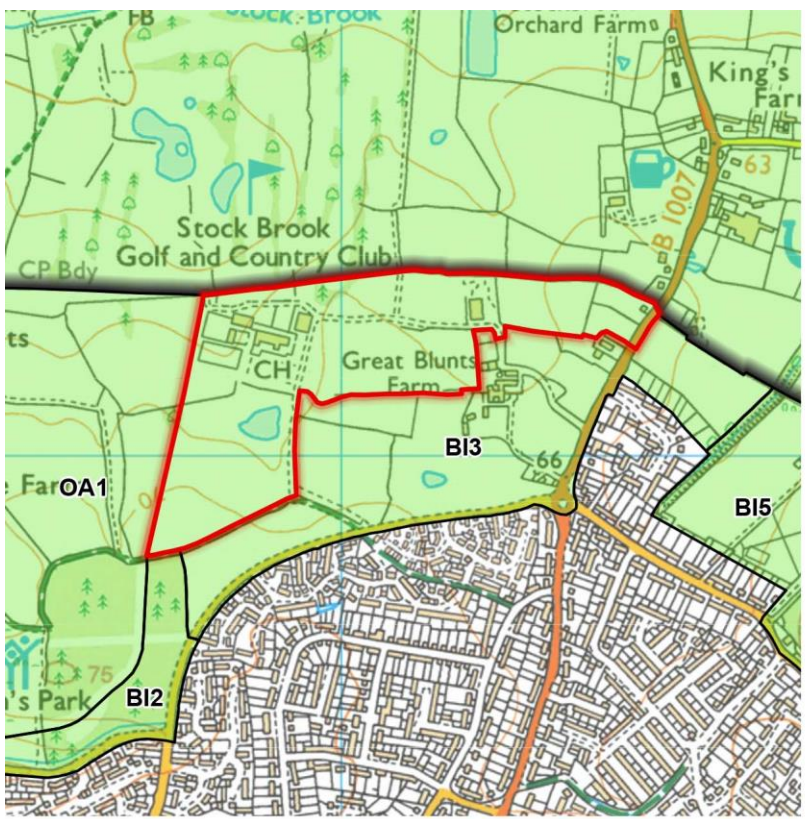 FB
Stock Brook
Orchard Farm
King's
Farm
63
B 1007
Stock Brook
Golf and Country Club
CP Bdy
ts
CH
Great Blunts
Farm
BI3
66
e Far
OA1
BI5
75
n's Park
BI2